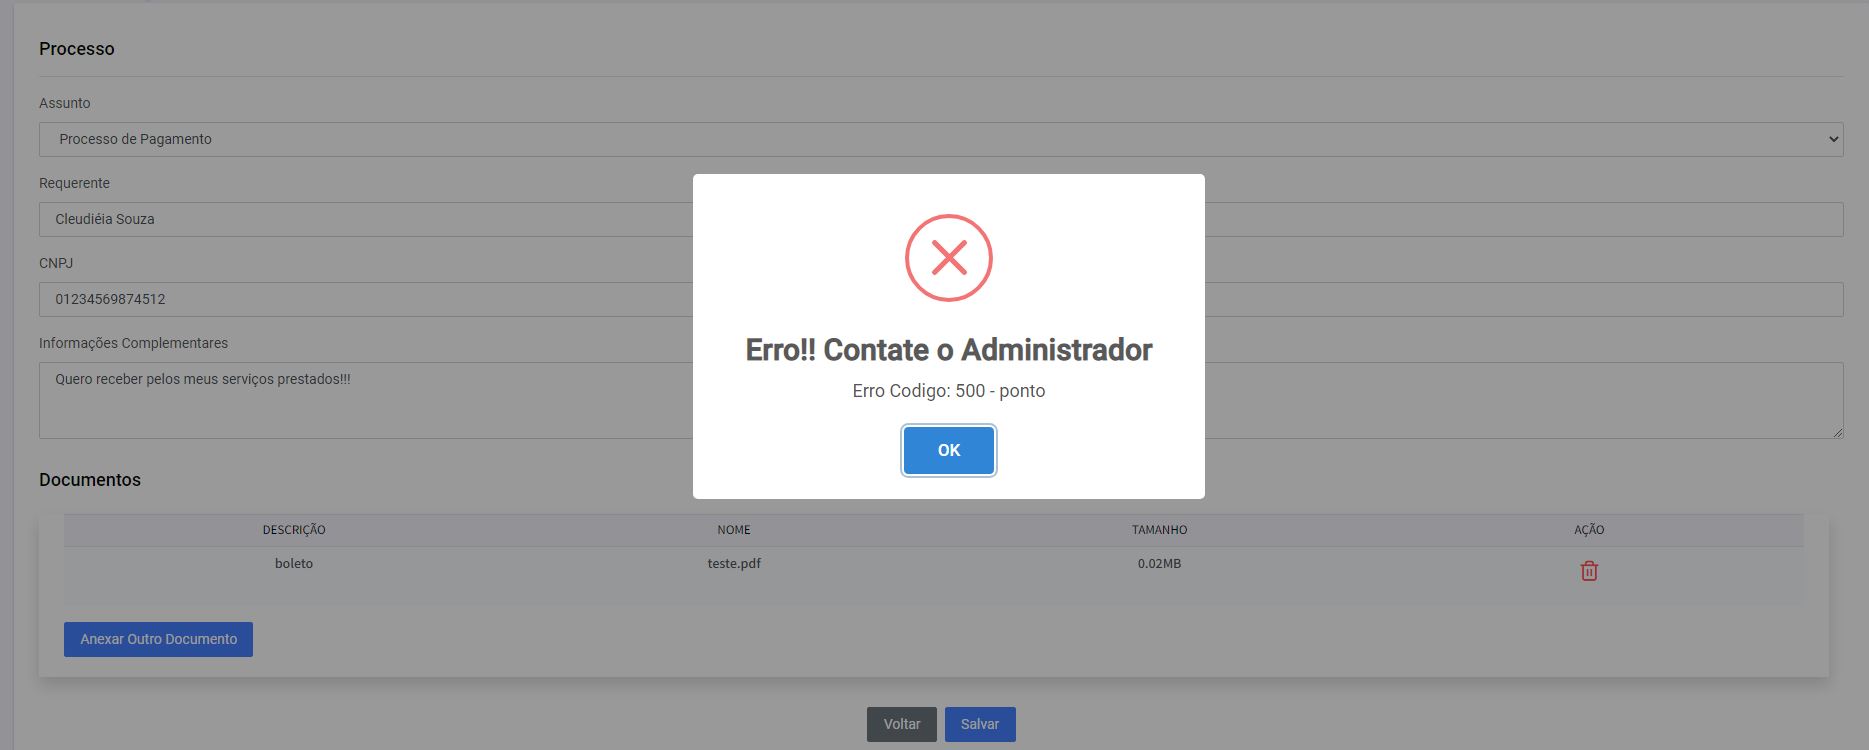 Processo
Assunto
Processo de Pagamento
Requerente
Cleudiéia Souza
CNPJ
01234569874512
Informações Complementares
Quero receber pelos meus serviços prestados!!!
Erro!! Contate o Administrador
Erro Codigo: 500 - ponto
OK
Documentos
DESCRIÇÃO NOME TAMANHO AÇÃO
boleto teste.pdf 0.02MB
Anexar Outro Documento
Voltar Salvar